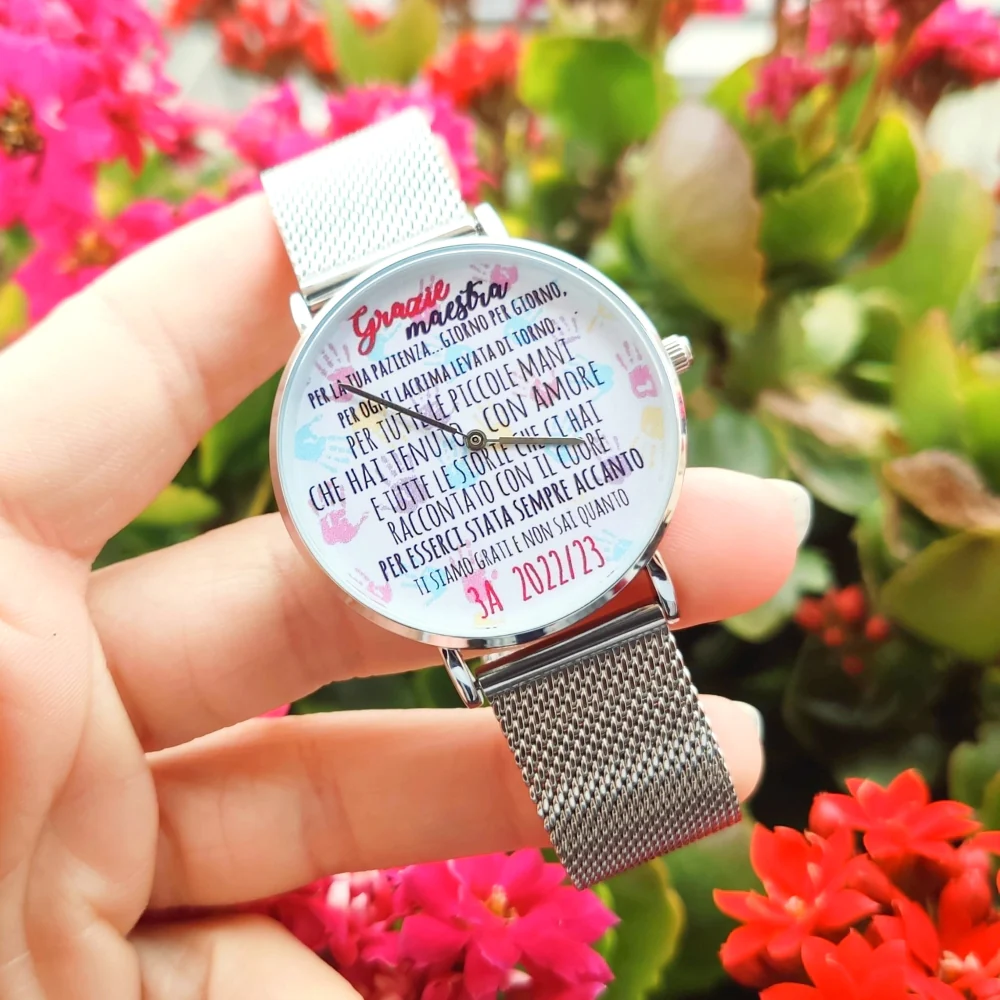 Grazie
maestra
PER LA TUA PAZIENZA.. GIORNO PER GIORNO,
PER OGNI LACRIMA LEVATA DI TORNO.
PER TUTTE LE PICCOLE MANI
CHE HAI TENUTO CON AMORE
E TUTTE LE STORIE CHE CI HAI
RACCONTATO CON IL CUORE
PER ESSERCI STATA SEMPRE ACCANTO
TI SIAMO GRATI E NON SAI QUANTO
3A 2022/23